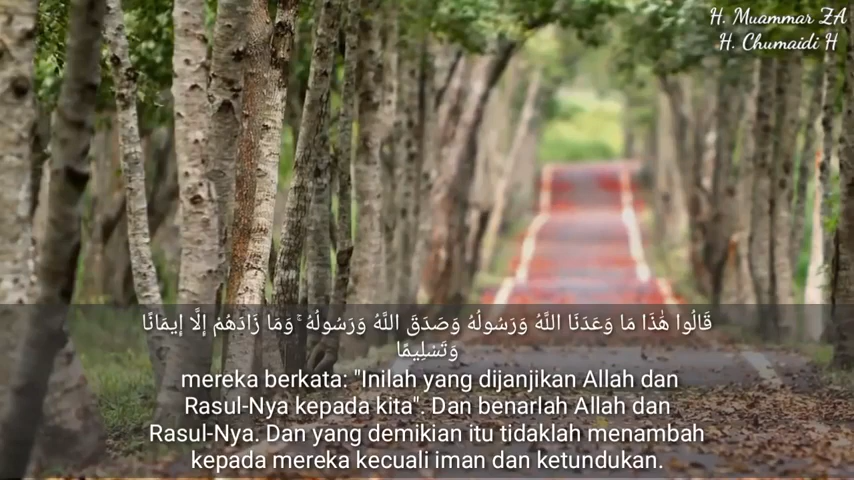 H. Muammar ZA
H. Chumaidi H
قَالُوا هَٰذَا مَا وَعَدَنَا اللَّهُ وَرَسُولُهُ وَصَدَقَ اللَّهُ وَرَسُولُهُ ۚ وَمَا زَادَهُمْ إِلَّا إِيمَانًا
وَتَسْلِيمًا
mereka berkata: "Inilah yang dijanjikan Allah dan
Rasul-Nya kepada kita". Dan benarlah Allah dan
Rasul-Nya. Dan yang demikian itu tidaklah menambah
kepada mereka kecuali iman dan ketundukan.